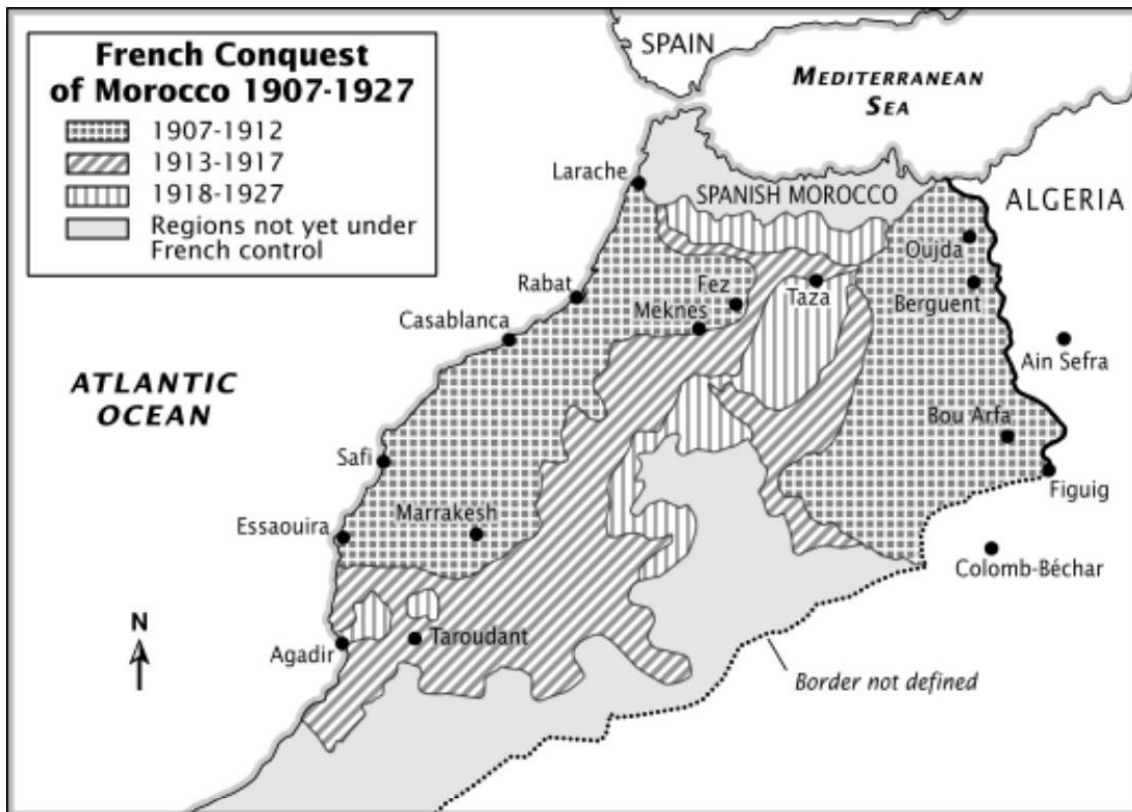 French Conquest
of Morocco 1907-1927
1907-1912
1913-1917
1918-1927
Regions not yet under
French control
SPAIN
MEDITERRANEAN
SEA
Larache
SPANISH MOROCCO
ALGERIA
Oujda
Rabat
Fez
Taza
Berguent
Casablanca
Meknes
Ain Sefra
ATLANTIC
OCEAN
Bou Arfa
Safi
Figuig
Essaouira
Marrakesh
Colomb-Béchar
N
Agadir
Taroudant
Border not defined